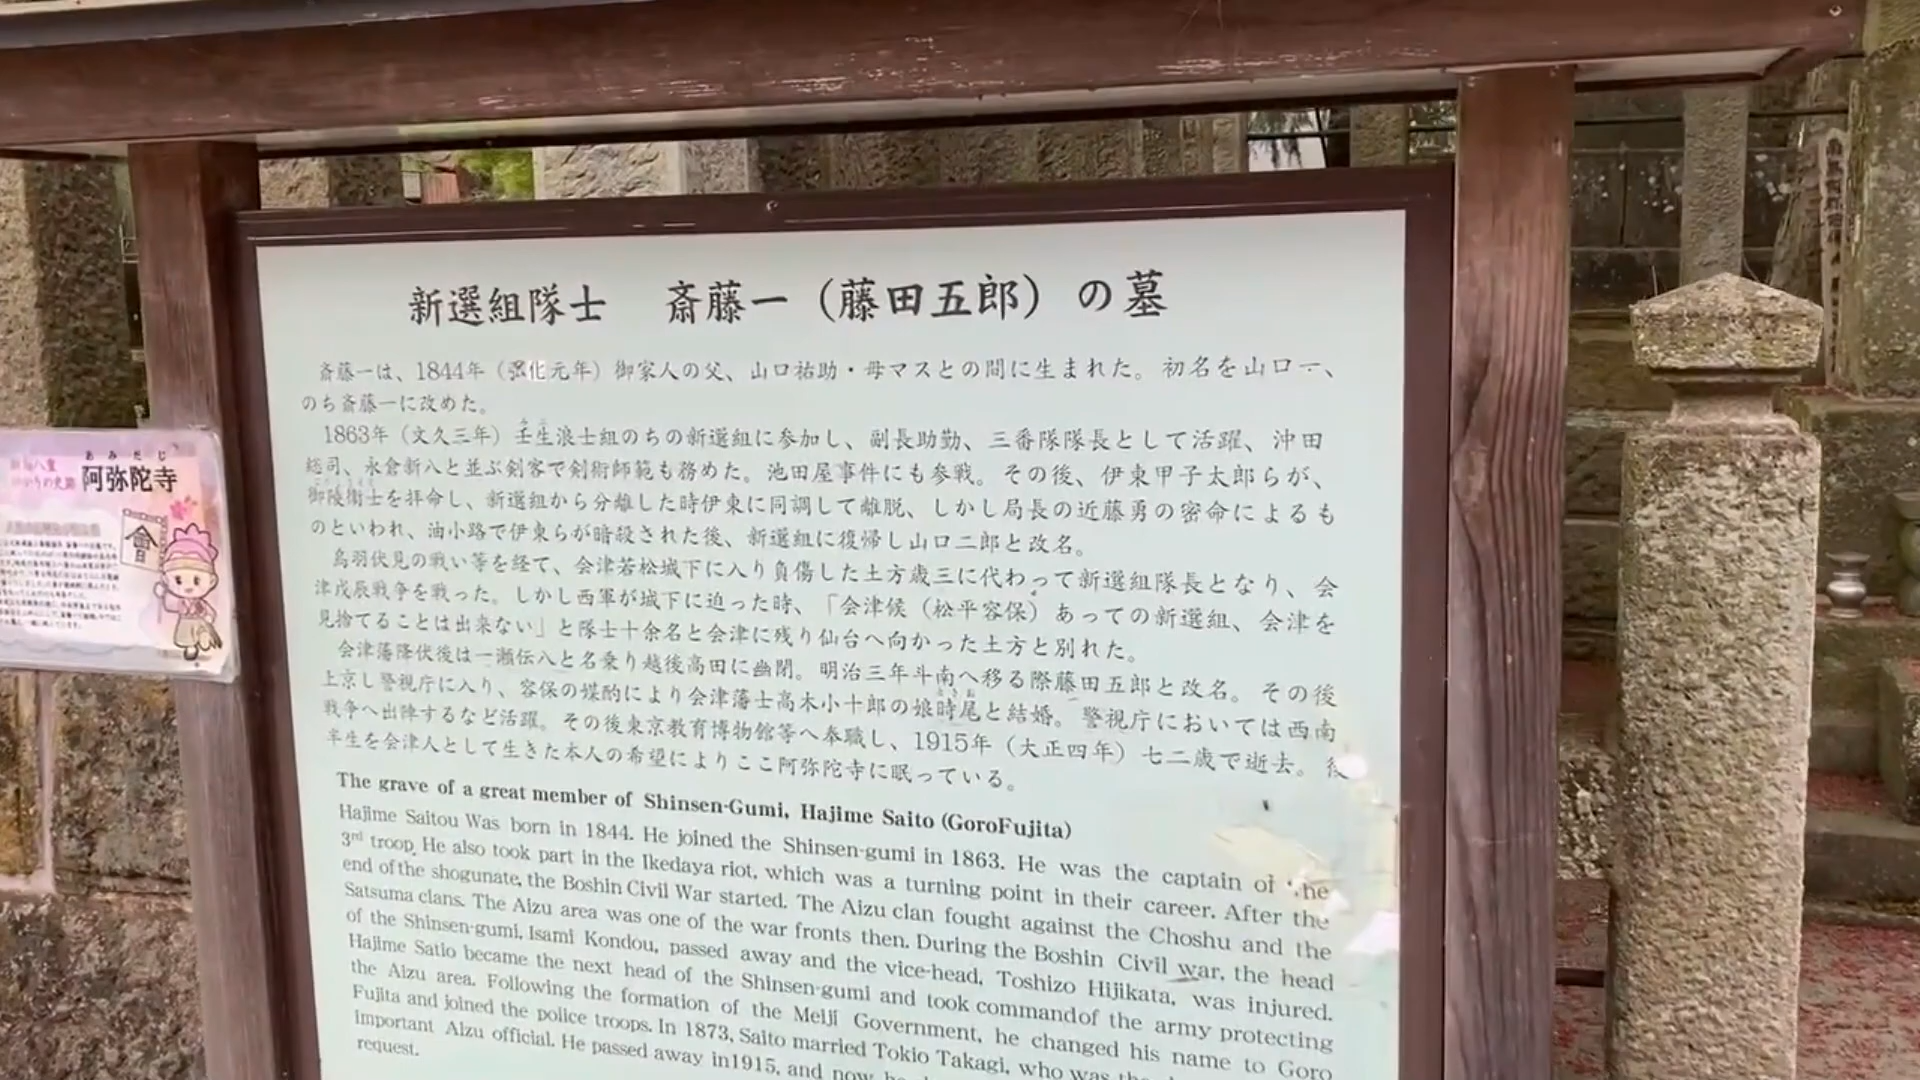 新選組隊士　斎藤一（藤田五郎）の墓
斎藤一は、1844年（弘化元年）御家人の父、山口祐助・母マスとの間に生まれた。初名を山口一、
のち斎藤一に改めた。
1863年（文久三年）壬生浪士組のちの新選組に参加し、副長助勤、三番隊隊長として活躍、沖田
総司、永倉新八と並ぶ剣客で剣術師範も務めた。池田屋事件にも参戦。その後、伊東甲子太郎らが、
御陵衛士を拝命し、新選組から分離した時伊東に同調して離脱、しかし局長の近藤勇の密命によるも
のといわれ、油小路で伊東らが暗殺された後、新選組に復帰し山口二郎と改名。
鳥羽伏見の戦い等を経て、会津若松城下に入り負傷した土方歳三に代わって新選組隊長となり、会
津戊辰戦争を戦った。しかし西軍が城下に迫った時、「会津候（松平容保）あっての新選組、会津を
見捨てることは出来ない」と隊士十余名と会津に残り仙台へ向かった土方と別れた。
会津藩降伏後は一瀬伝八と名乗り越後高田に幽閉。明治三年斗南へ移る際藤田五郎と改名。その後
上京し警視庁に入り、容保の媒酌により会津藩士高木小十郎の娘時尾と結婚。警視庁においては西南
戦争へ出陣するなど活躍。その後東京教育博物館等へ奉職し、1915年（大正四年）七二歳で逝去。後
半生を会津人として生きた本人の希望によりここ阿弥陀寺に眠っている。
The grave of a great member of Shinsen-Gumi, Hajime Saito (GoroFujita)
Hajime Saitou Was born in 1844. He joined the Shinsen-gumi in 1863. He was the captain of the
3rd troop. He also took part in the Ikedaya riot, which was a turning point in their career. After the
end of the shogunate, the Boshin Civil War started. The Aizu clan fought against the Choshu and the
Satsuma clans. The Aizu area was one of the war fronts then. During the Boshin Civil war, the head
of the Shinsen-gumi, Isami Kondou, passed away and the vice-head, Toshizo Hijikata, was injured.
Hajime Satio became the next head of the Shinsen-gumi and took commandof the army protecting
the Aizu area. Following the formation of the Meiji Government, he changed his name to Goro
Fujita and joined the police troops. In 1873, Saito married Tokio Takagi, who was the
important Aizu official. He passed away in1915, and now he
request.
あみだじ
阿弥陀寺
會